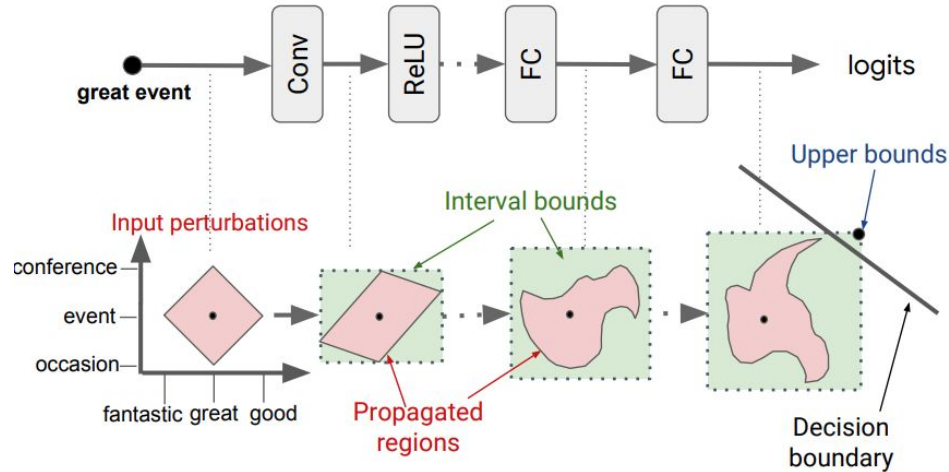 great event
Conv
ReLU
FC
FC
logits
Upper bounds
Input perturbations
Interval bounds
conference
event
occasion
fantastic great good
Propagated
regions
Decision
boundary